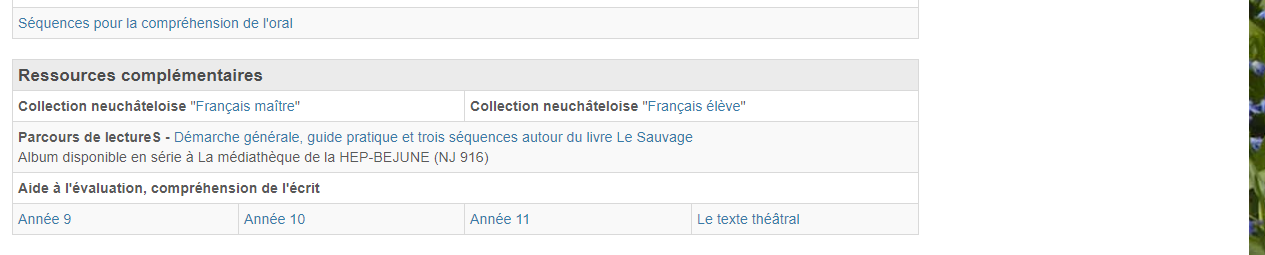 Séquences pour la compréhension de l'oral
Ressources complémentaires
Collection neuchâteloise "Français maître"
Collection neuchâteloise "Français élève"
Parcours de lectureS - Démarche générale, guide pratique et trois séquences autour du livre Le Sauvage
Album disponible en série à La médiathèque de la HEP-BEJUNE (NJ 916)
Aide à l'évaluation, compréhension de l'écrit
Année 9
Année 10
Année 11
Le texte théâtral